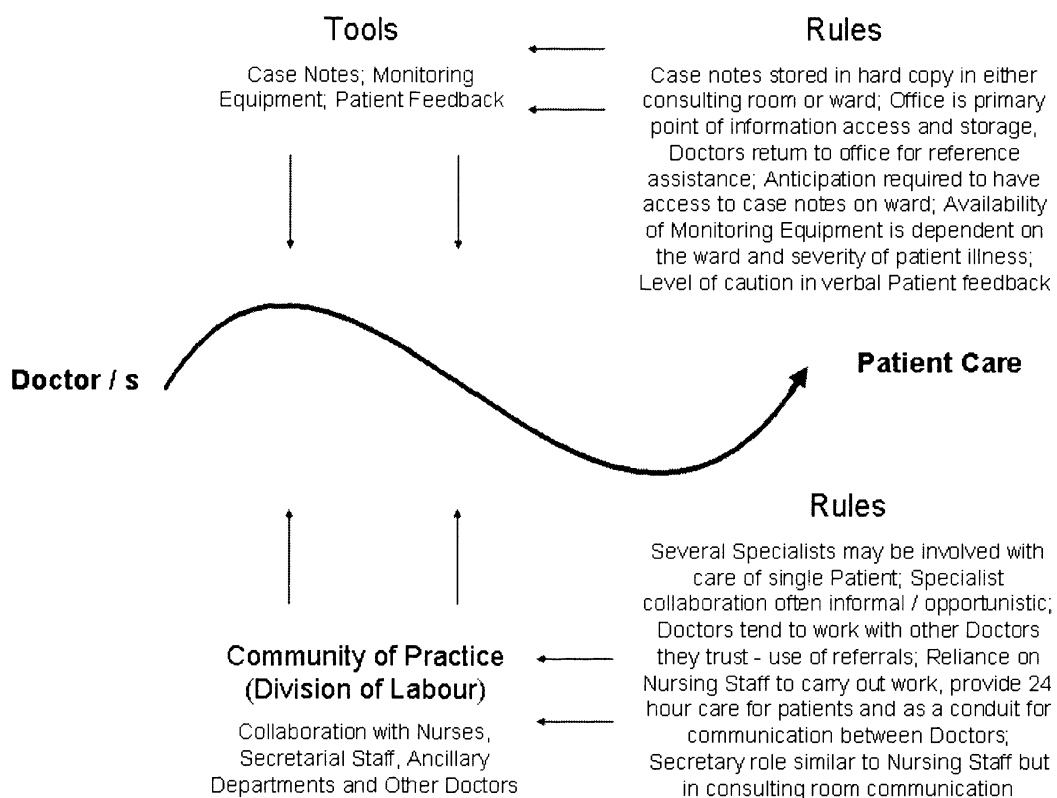 Tools
Case Notes; Monitoring
Equipment; Patient Feedback
Rules
Case notes stored in hard copy in either
consulting room or ward; Office is primary
point of information access and storage,
Doctors return to office for reference
assistance; Anticipation required to have
access to case notes on ward; Availability
of Monitoring Equipment is dependent on
the ward and severity of patient illness;
Level of caution in verbal Patient feedback
Doctor / s
Patient Care
Community of Practice
(Division of Labour)
Collaboration with Nurses,
Secretarial Staff, Ancillary
Departments and Other Doctors
Rules
Several Specialists may be involved with
care of single Patient; Specialist
collaboration often informal / opportunistic;
Doctors tend to work with other Doctors
they trust - use of referrals; Reliance on
Nursing Staff to carry out work, provide 24
hour care for patients and as a conduit for
communication between Doctors;
Secretary role similar to Nursing Staff but
in consulting room communication